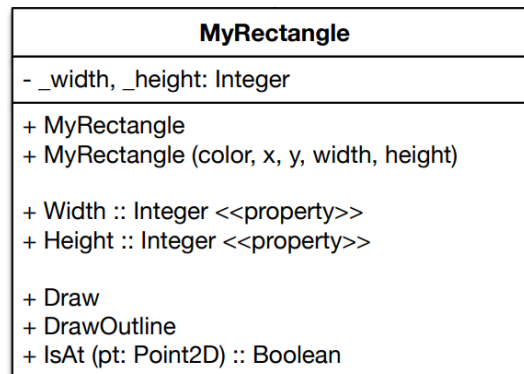 MyRectangle
- _width, _height: Integer
+ MyRectangle
+ MyRectangle (color, x, y, width, height)
+ Width :: Integer <<property>>
+ Height :: Integer <<property>>
+ Draw
+ DrawOutline
+ IsAt (pt: Point2D) :: Boolean